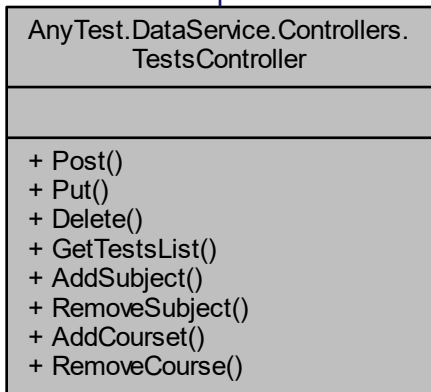 AnyTest.DataService.Controllers.
TestsController
+ Post()
+ Put()
+ Delete()
+ GetTestsList()
+ AddSubject()
+ RemoveSubject()
+ AddCourset()
+ RemoveCourse()